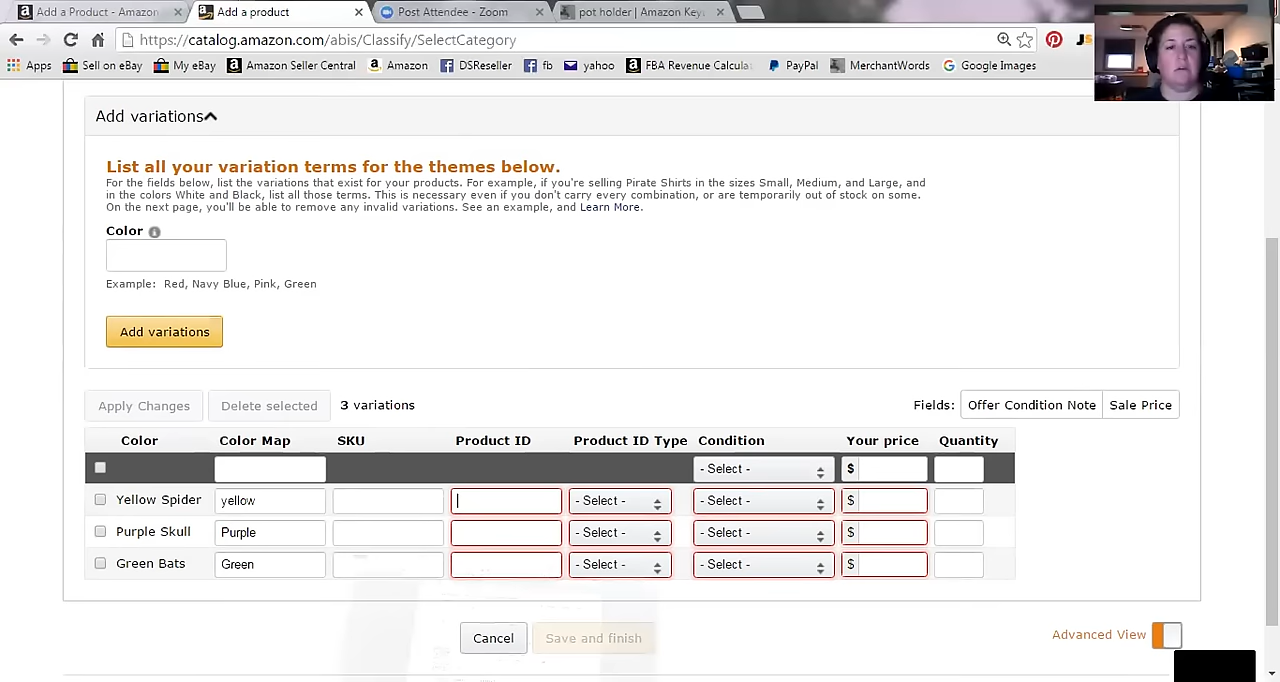 Add a Product - Amazon
Add a product
Post Attendee - Zoom
pot holder | Amazon Key
https://catalog.amazon.com/abis/Classify/SelectCategory
Apps
Sell on eBay
My eBay
Amazon Seller Central
Amazon
DSReseller
fb
yahoo
FBA Revenue Calcula
PayPal
MerchantWords
Google Images
Add variations
List all your variation terms for the themes below.
For the fields below, list the variations that exist for your products. For example, if you're selling Pirate Shirts in the sizes Small, Medium, and Large, and
in the colors White and Black, list all those terms. This is necessary even if you don't carry every combination, or are temporarily out of stock on some.
On the next page, you'll be able to remove any invalid variations. See an example, and Learn More.
Color
Example: Red, Navy Blue, Pink, Green
Add variations
Apply Changes Delete selected 3 variations Fields: Offer Condition Note Sale Price
Color Color Map SKU Product ID Product ID Type Condition Your price Quantity
- Select - $
Yellow Spider yellow - Select - - Select - $
Purple Skull Purple - Select - - Select - $
Green Bats Green - Select - - Select - $
Cancel Save and finish Advanced View